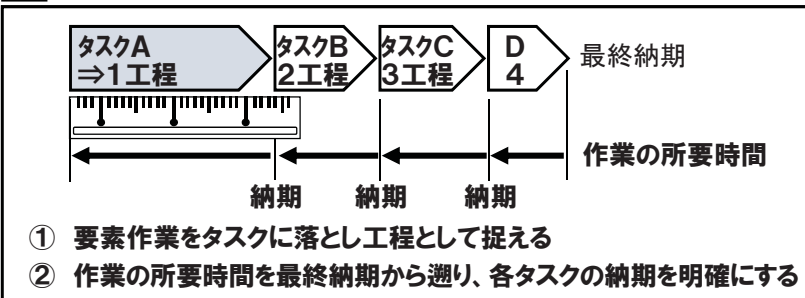 タスクA
⇒1工程
タスクB
2工程
タスクC
3工程
D
4
最終納期
作業の所要時間
納期 納期 納期
① 要素作業をタスクに落とし工程として捉える
② 作業の所要時間を最終納期から遡り、各タスクの納期を明確にする